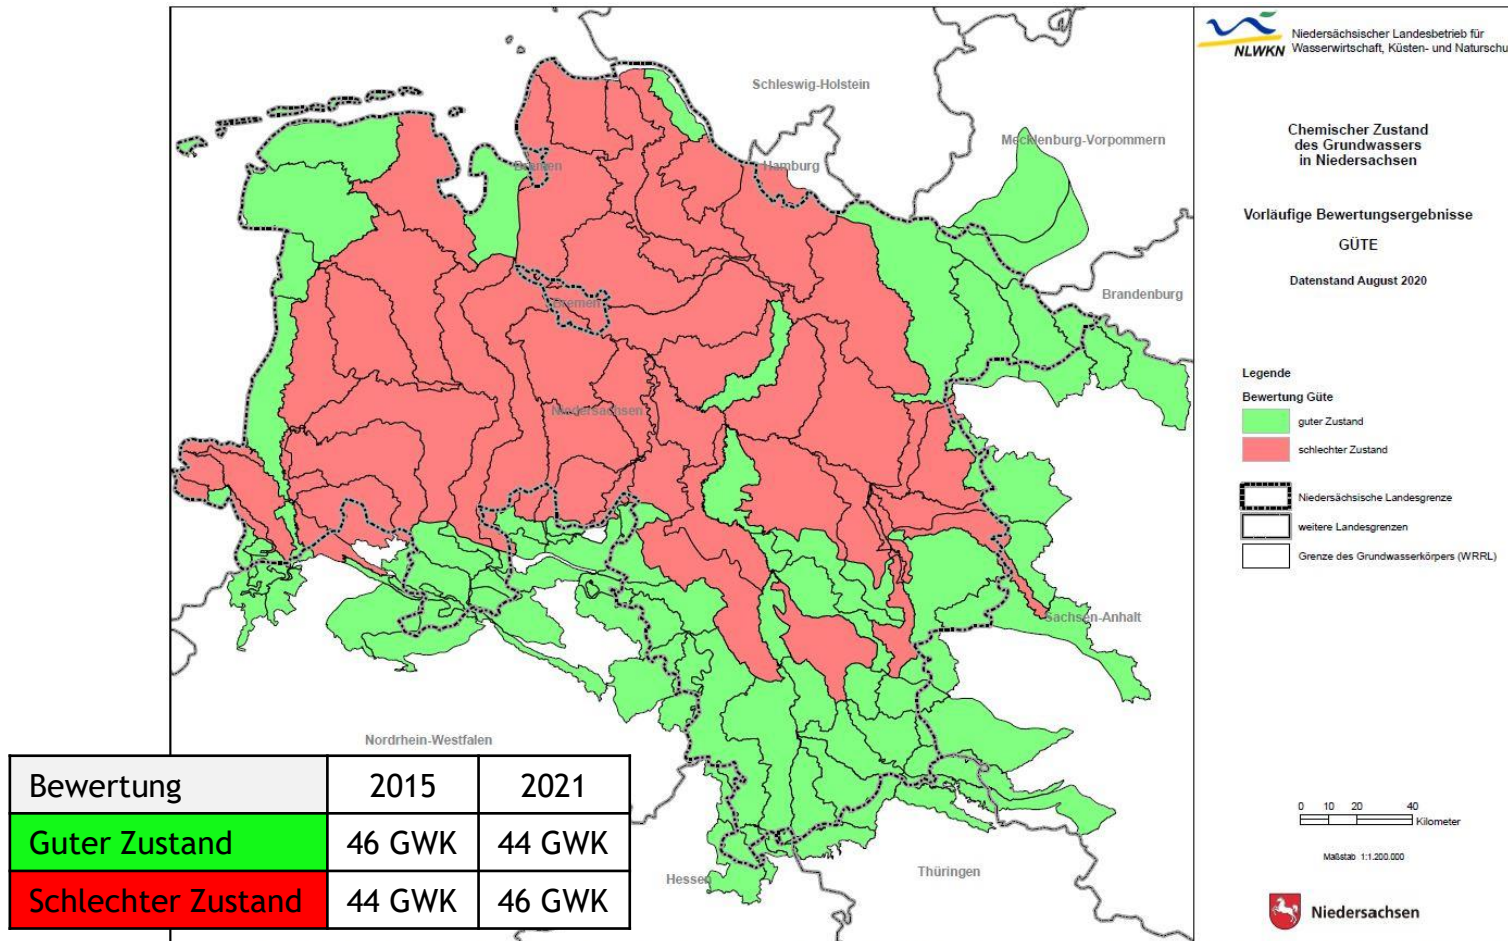 NLWKN
Niedersächsischer Landesbetrieb für
Wasserwirtschaft, Küsten- und Naturschu
Chemischer Zustand
des Grundwassers
in Niedersachsen
Vorläufige Bewertungsergebnisse
GÜTE
Datenstand August 2020
Legende
Bewertung Güte
guter Zustand
schlechter Zustand
Niedersächsische Landesgrenze
weitere Landesgrenzen
Grenze des Grundwasserkörpers (WRRL)
0 10 20 40
Kilometer
Maßstab 1:1.200.000
Niedersachsen
Schleswig-Holstein
Mecklenburg-Vorpommern
Bremen
Hamburg
Brandenburg
Bremen
Niedersachsen
Sachsen-Anhalt
Nordrhein-Westfalen
Thüringen
Hessen
Bewertung 2015 2021
Guter Zustand 46 GWK 44 GWK
Schlechter Zustand 44 GWK 46 GWK